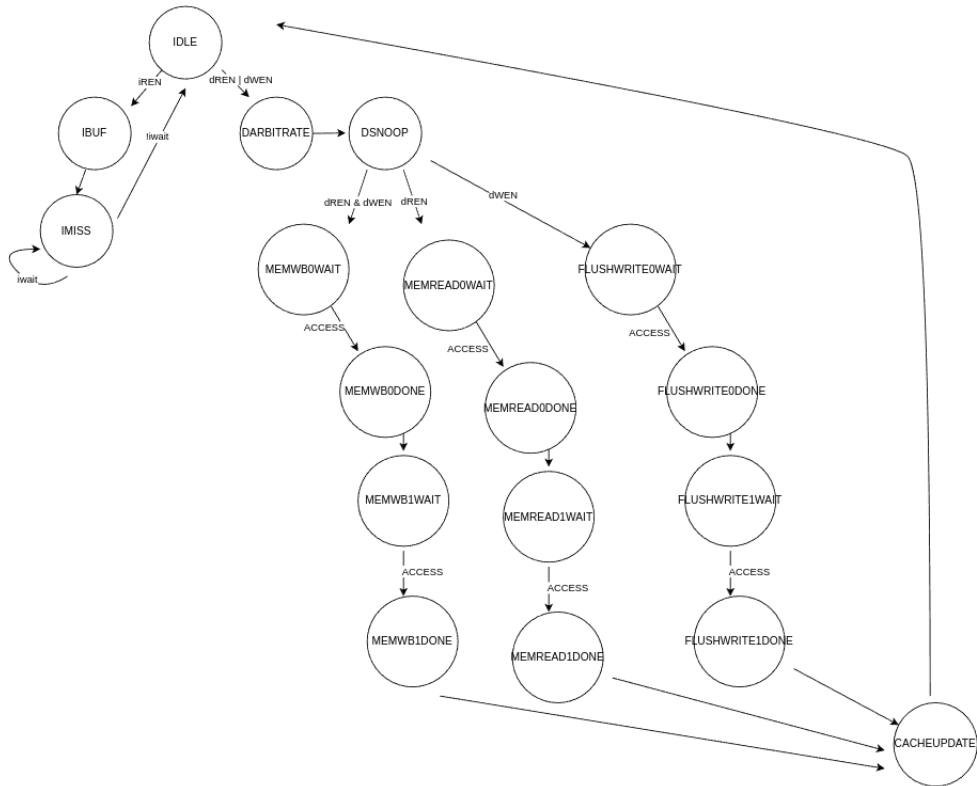 IDLE
iREN
dREN | dWEN
IBUF
!iwait
DARBITRATE
DSNOOP
IMISS
iwait
dREN & dWEN
dREN
dWEN
MEMWB0WAIT
MEMREAD0WAIT
FLUSHWRITE0WAIT
ACCESS
ACCESS
ACCESS
MEMWB0DONE
MEMREAD0DONE
FLUSHWRITE0DONE
MEMWB1WAIT
MEMREAD1WAIT
FLUSHWRITE1WAIT
ACCESS
ACCESS
ACCESS
MEMWB1DONE
MEMREAD1DONE
FLUSHWRITE1DONE
CACHEUPDATE